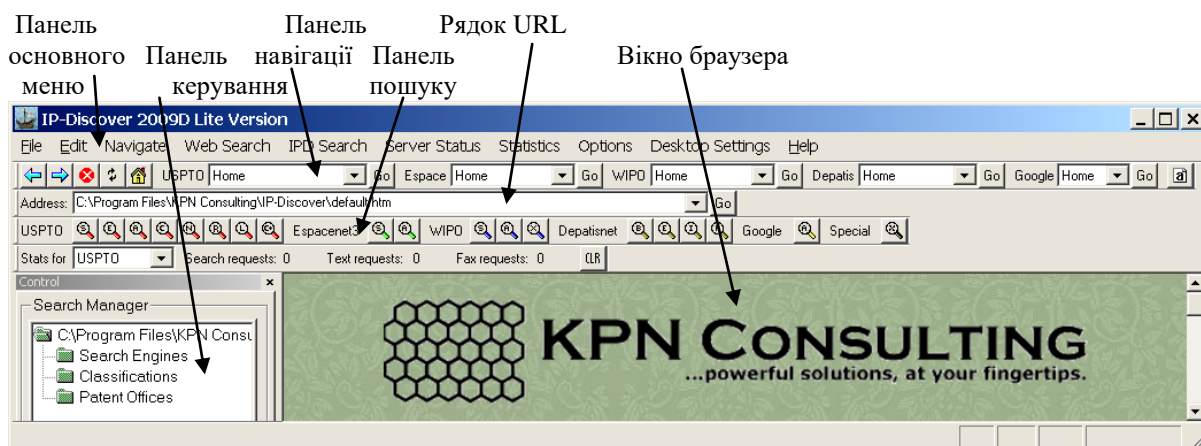 Панель Панель Рядок URL
основного Панель навігації Панель Вікно браузера
меню керування пошуку
IP-Discover 2009D Lite Version
File Edit Navigate Web Search IPD Search Server Status Statistics Options Desktop Settings Help
USPTO Home Go Espace Home Go WIPO Home Go Depatis Home Go Google Home Go a
Address: C:\Program Files\KPN Consulting\IP-Discover\default.htm Go
USPTO Espacenet3 WIPO Depatisnet Google Special
Stats for USPTO Search requests: 0 Text requests: 0 Fax requests: 0 CLR
Control
Search Manager
C:\Program Files\KPN Consu
Search Engines
Classifications
Patent Offices
KPN CONSULTING
...powerful solutions, at your fingertips.